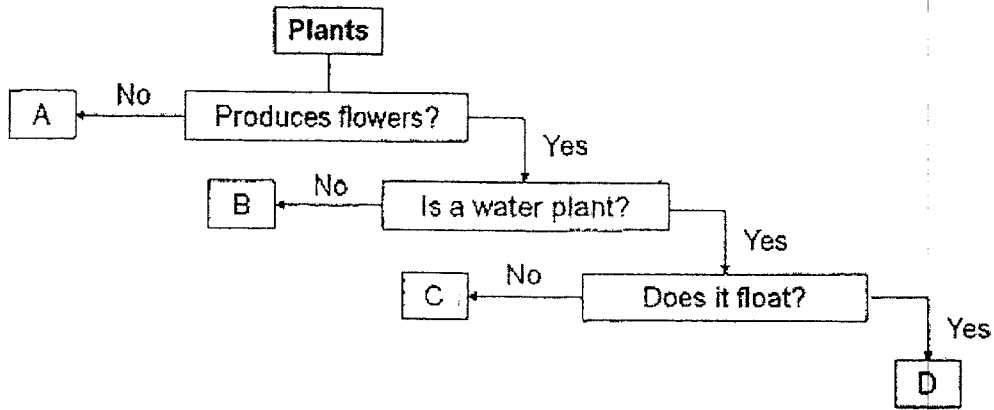 Plants
No
A
Produces flowers?
Yes
No
B
Is a water plant?
Yes
No
C
Does it float?
Yes
D